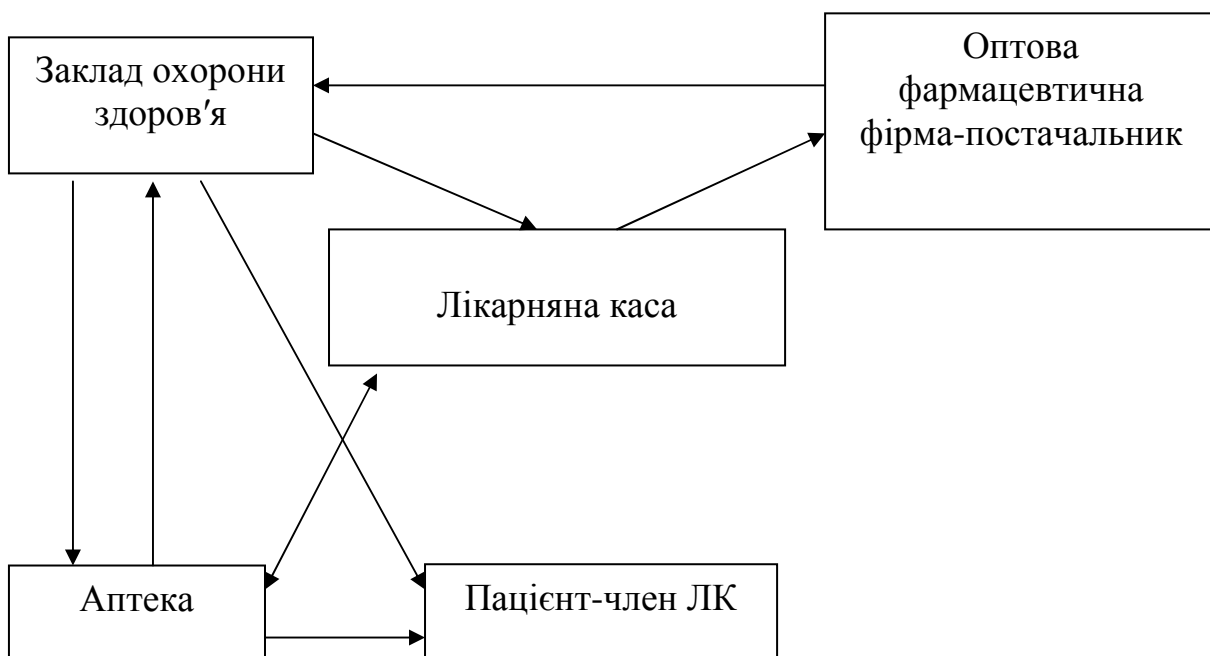 Заклад охорони
здоров′я
Оптова
фармацевтична
фірма-постачальник
Лікарняна каса
Аптека
Пацієнт-член ЛК